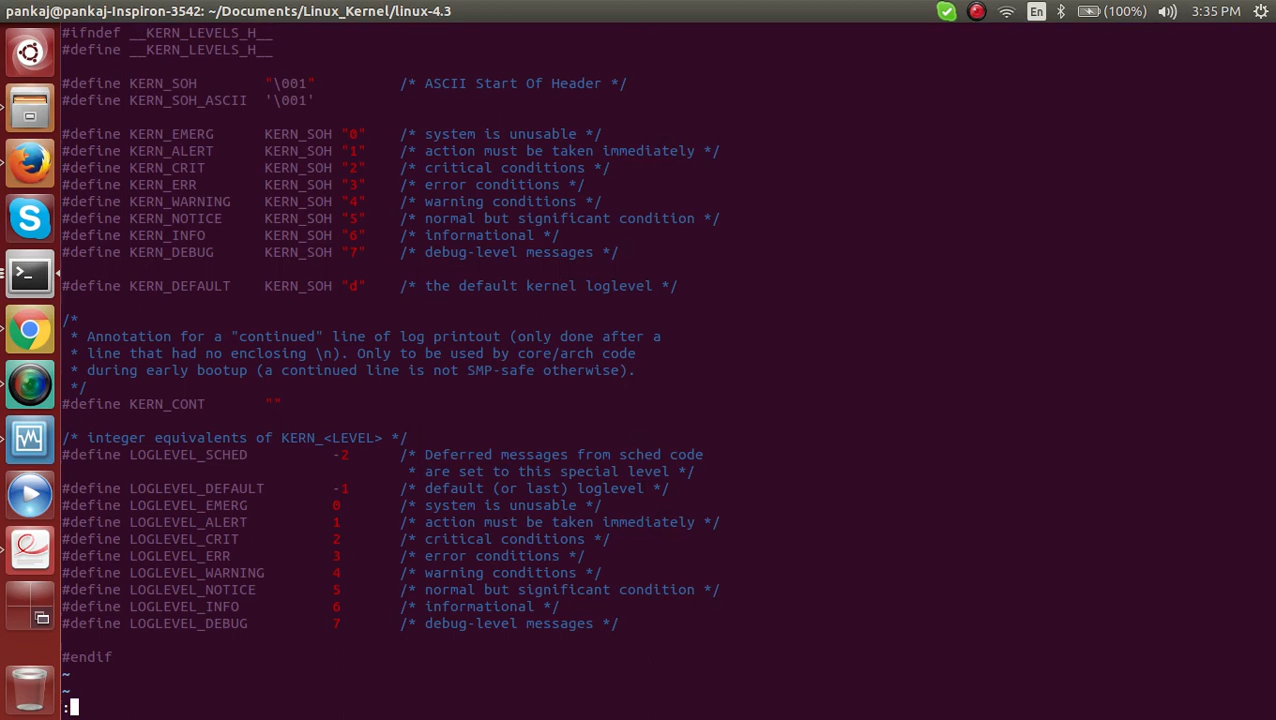 pankaj@pankaj-Inspiron-3542: ~/Documents/Linux_Kernel/linux-4.3
En (100%) 3:35 PM
#ifndef __KERN_LEVELS_H__
#define __KERN_LEVELS_H__
#define KERN_SOH "\001" /* ASCII Start Of Header */
#define KERN_SOH_ASCII '\001'
#define KERN_EMERG KERN_SOH "0" /* system is unusable */
#define KERN_ALERT KERN_SOH "1" /* action must be taken immediately */
#define KERN_CRIT KERN_SOH "2" /* critical conditions */
#define KERN_ERR KERN_SOH "3" /* error conditions */
#define KERN_WARNING KERN_SOH "4" /* warning conditions */
#define KERN_NOTICE KERN_SOH "5" /* normal but significant condition */
#define KERN_INFO KERN_SOH "6" /* informational */
#define KERN_DEBUG KERN_SOH "7" /* debug-level messages */
#define KERN_DEFAULT KERN_SOH "d" /* the default kernel loglevel */
/*
* Annotation for a "continued" line of log printout (only done after a
* line that had no enclosing \n). Only to be used by core/arch code
* during early bootup (a continued line is not SMP-safe otherwise).
*/
#define KERN_CONT ""
/* integer equivalents of KERN_<LEVEL> */
#define LOGLEVEL_SCHED -2 /* Deferred messages from sched code
* are set to this special level */
#define LOGLEVEL_DEFAULT -1 /* default (or last) loglevel */
#define LOGLEVEL_EMERG 0 /* system is unusable */
#define LOGLEVEL_ALERT 1 /* action must be taken immediately */
#define LOGLEVEL_CRIT 2 /* critical conditions */
#define LOGLEVEL_ERR 3 /* error conditions */
#define LOGLEVEL_WARNING 4 /* warning conditions */
#define LOGLEVEL_NOTICE 5 /* normal but significant condition */
#define LOGLEVEL_INFO 6 /* informational */
#define LOGLEVEL_DEBUG 7 /* debug-level messages */
#endif
~
~
: